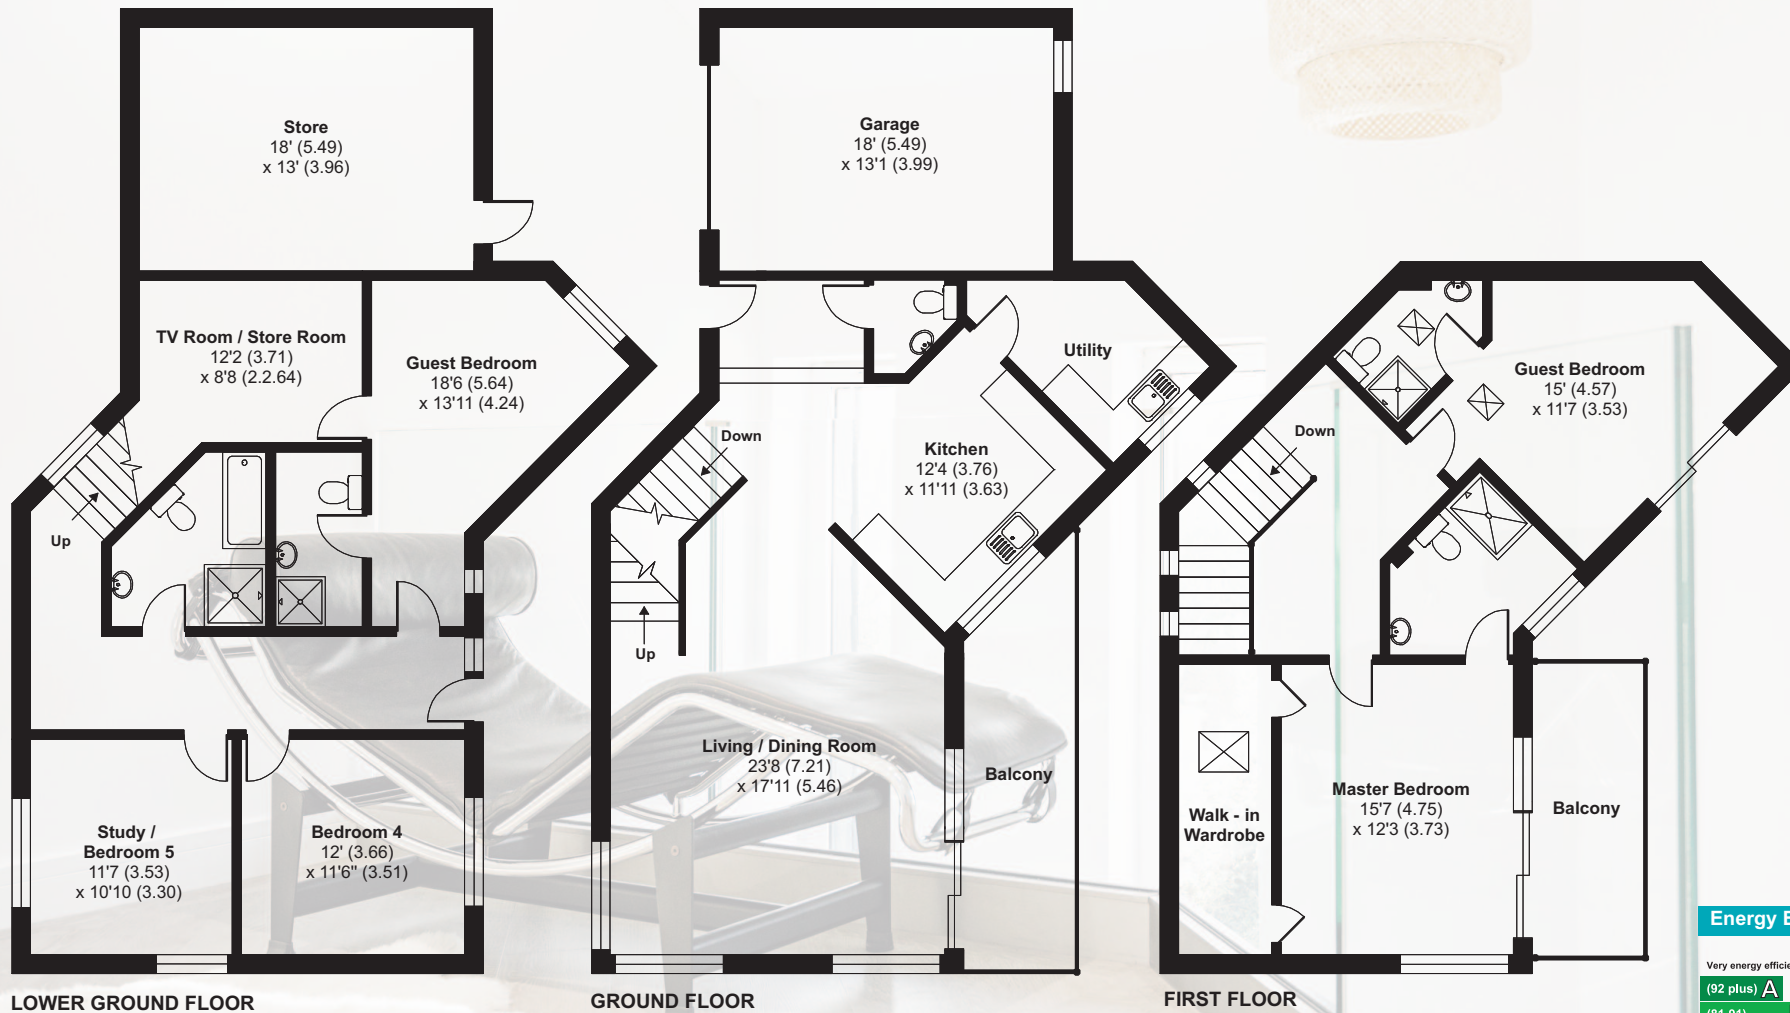 Store
18' (5.49)
x 13' (3.96)
TV Room / Store Room
12'2 (3.71)
x 8'8 (2.2.64)
Guest Bedroom
18'6 (5.64)
x 13'11 (4.24)
Up
Study /
Bedroom 5
11'7 (3.53)
x 10'10 (3.30)
Bedroom 4
12' (3.66)
x 11'6" (3.51)
LOWER GROUND FLOOR
Garage
18' (5.49)
x 13'1 (3.99)
Utility
Down
Kitchen
12'4 (3.76)
x 11'11 (3.63)
Up
Living / Dining Room
23'8 (7.21)
x 17'11 (5.46)
Balcony
GROUND FLOOR
Guest Bedroom
15' (4.57)
x 11'7 (3.53)
Down
Walk - in
Wardrobe
Master Bedroom
15'7 (4.75)
x 12'3 (3.73)
Balcony
FIRST FLOOR
Energy E
Very energy efficie
(92 plus) A